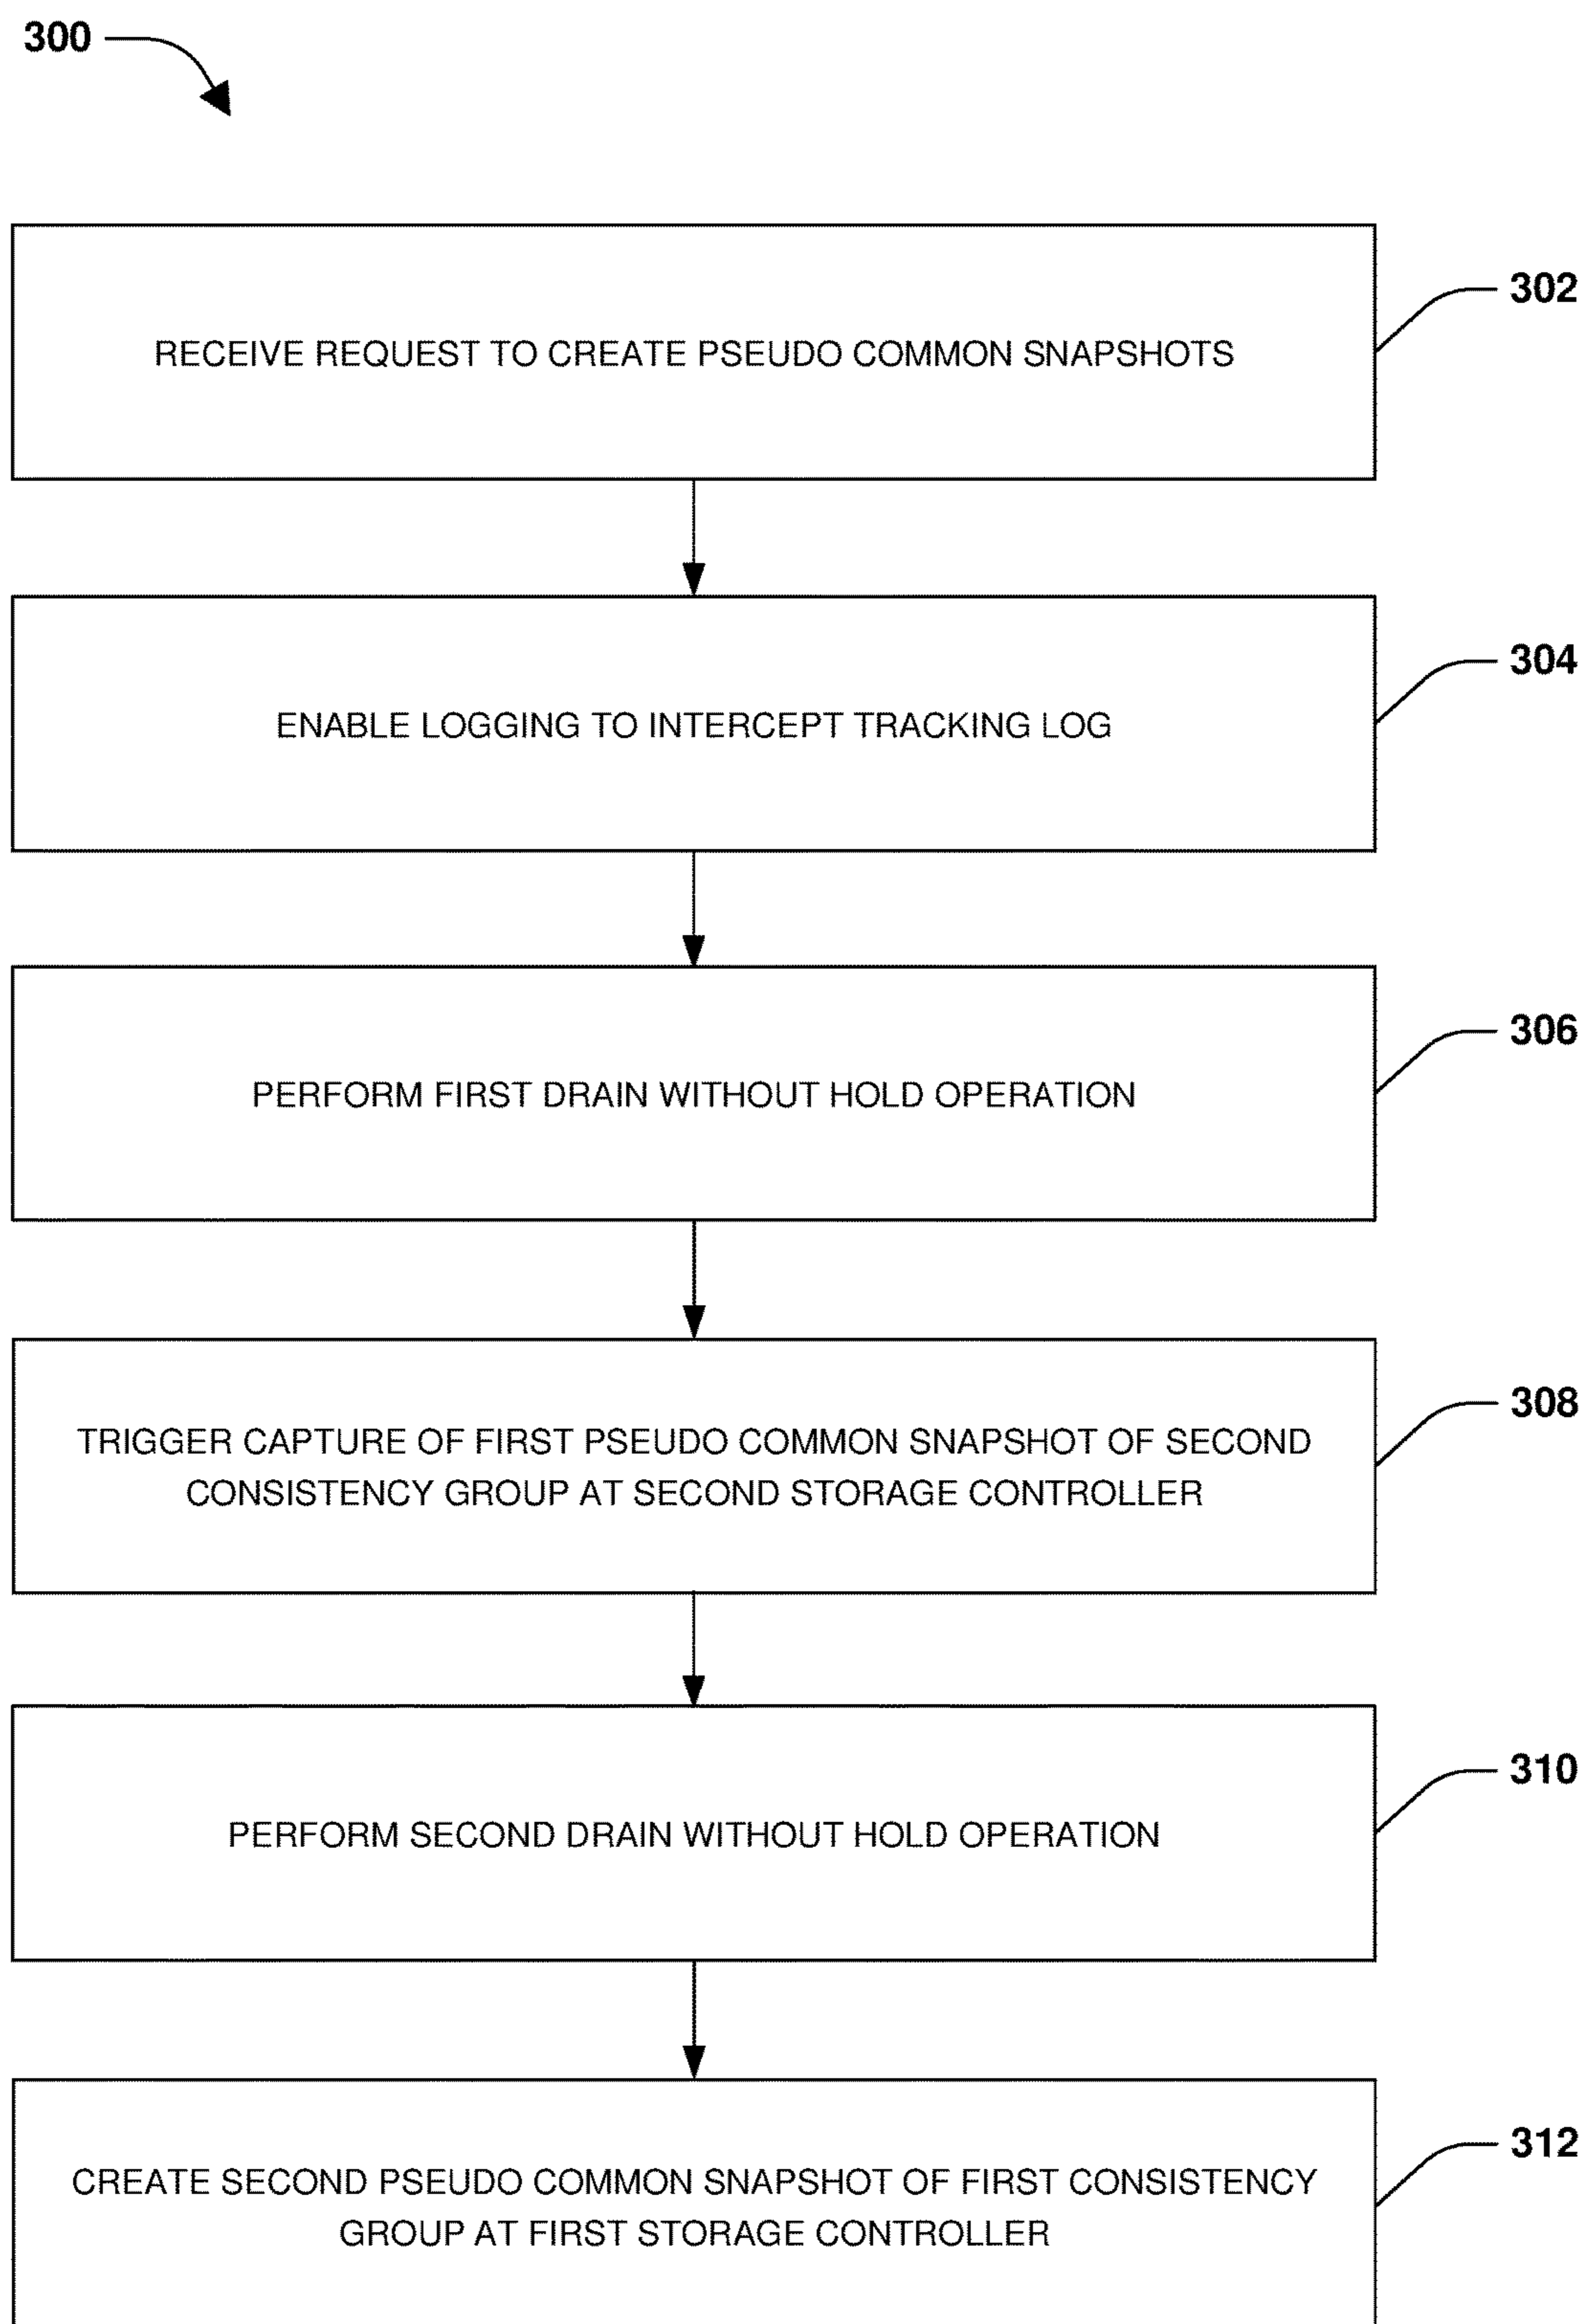 300
RECEIVE REQUEST TO CREATE PSEUDO COMMON SNAPSHOTS
302
ENABLE LOGGING TO INTERCEPT TRACKING LOG
304
PERFORM FIRST DRAIN WITHOUT HOLD OPERATION
306
TRIGGER CAPTURE OF FIRST PSEUDO COMMON SNAPSHOT OF SECOND
CONSISTENCY GROUP AT SECOND STORAGE CONTROLLER
308
PERFORM SECOND DRAIN WITHOUT HOLD OPERATION
310
CREATE SECOND PSEUDO COMMON SNAPSHOT OF FIRST CONSISTENCY
GROUP AT FIRST STORAGE CONTROLLER
312